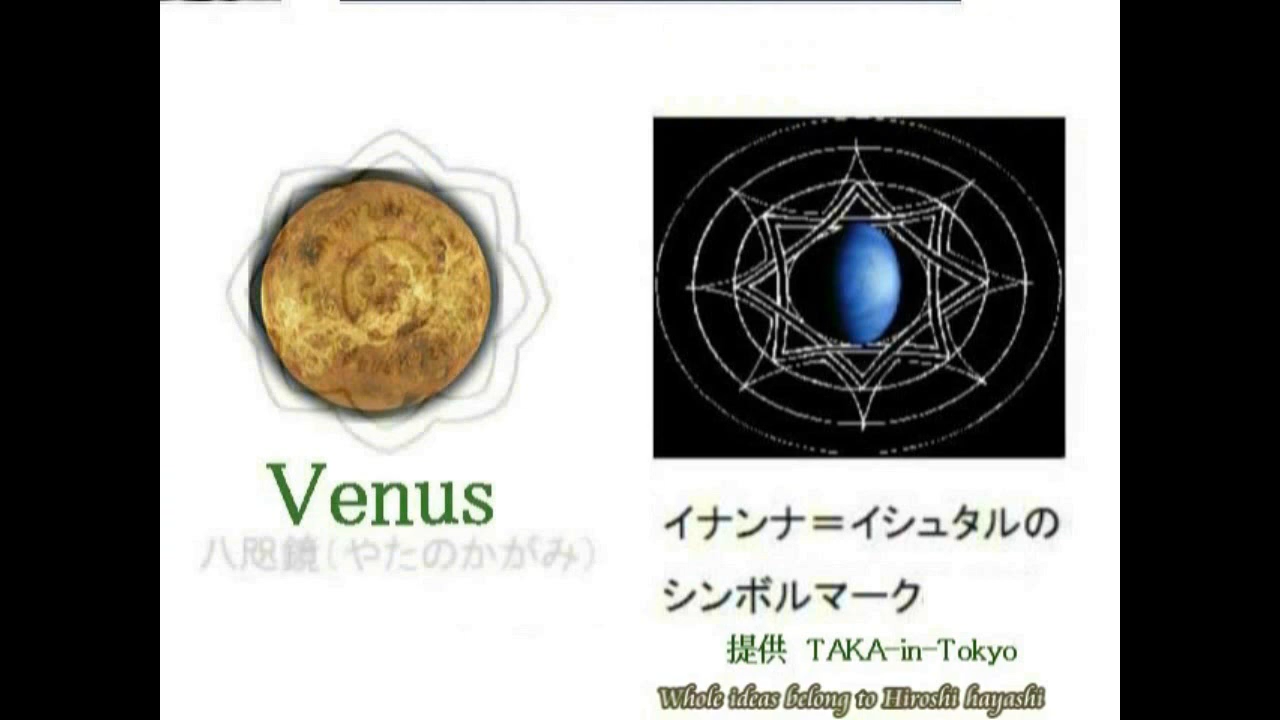 Venus
八咫鏡(やたのかがみ)
イナンナ=イシュタルの
シンボルマーク
提供 TAKA-in-Tokyo
Whole ideas belong to Hiroshi hayashi